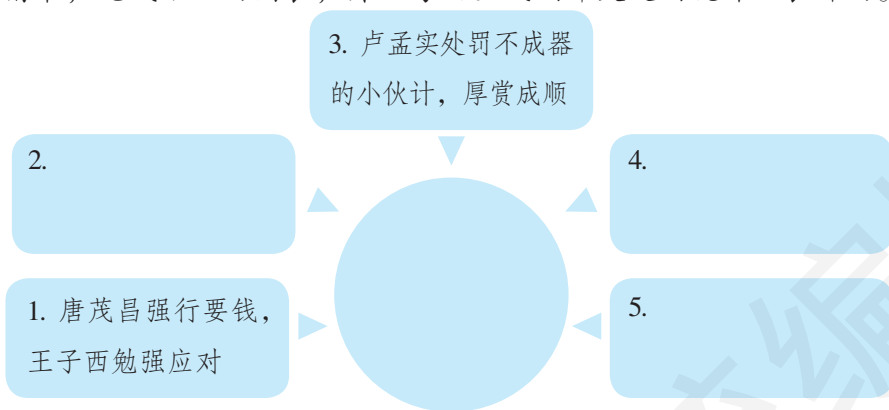 3. 卢孟实处罚不成器
的小伙计，厚赏成顺
2.
4.
1. 唐茂昌强行要钱，
王子西勉强应对
5.